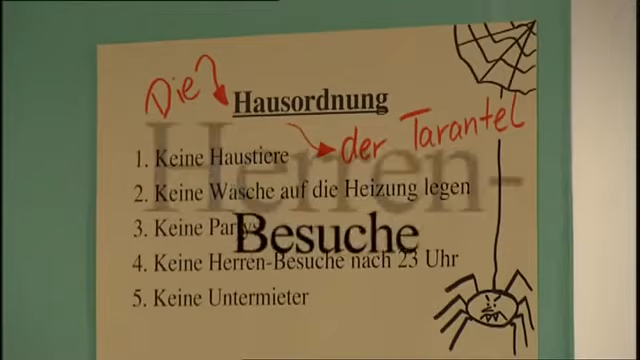 Die
Hausordnung
der Tarantel
Herren-
1. Keine Haustiere
2. Keine Wäsche auf die Heizung legen
3. Keine Partys
Besuche
4. Keine Herren-Besuche nach 23 Uhr
5. Keine Untermieter